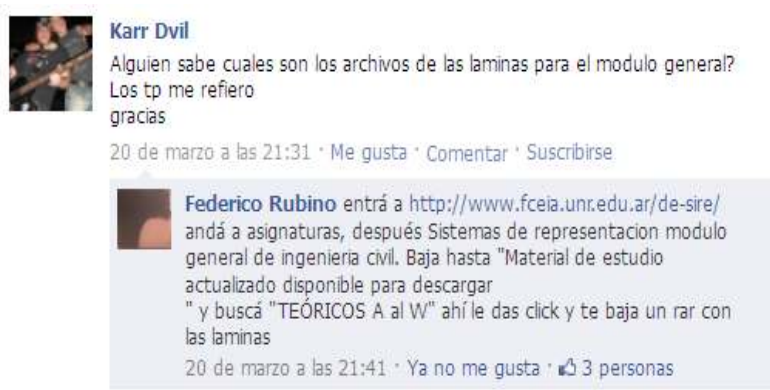 Karr Dvil
Alguien sabe cuales son los archivos de las laminas para el modulo general?
Los tp me refiero
gracias
20 de marzo a las 21:31 · Me gusta · Comentar · Suscribirse
Federico Rubino entrá a http://www.fceia.unr.edu.ar/de-sire/
andá a asignaturas, después Sistemas de representacion modulo
general de ingenieria civil. Baja hasta "Material de estudio
actualizado disponible para descargar
" y buscá "TEÓRICOS A al W" ahí le das click y te baja un rar con
las laminas
20 de marzo a las 21:41 · Ya no me gusta · 3 personas